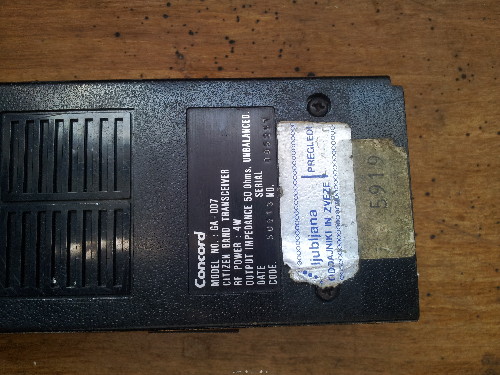 Concord
MODEL NO. : GA-007
CITIZEN BAND TRANSCEIVER
RF POWER : 4W
OUTPUT IMPEDANCE 50 Ohms, UNBALANCED.
DATE SERIAL
CODE. NO.
ljubljana
ODDAJNIKI IN ZVEZE
PREGLED
5919